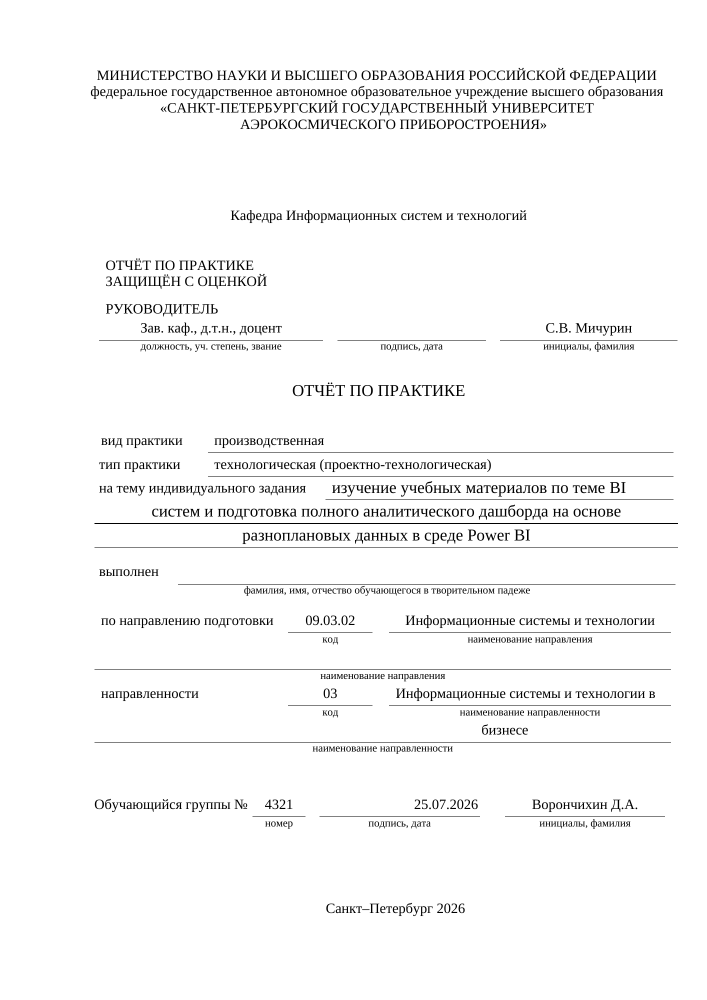 МИНИСТЕРСТВО НАУКИ И ВЫСШЕГО ОБРАЗОВАНИЯ РОССИЙСКОЙ ФЕДЕРАЦИИ
федеральное государственное автономное образовательное учреждение высшего образования
«САНКТ-ПЕТЕРБУРГСКИЙ ГОСУДАРСТВЕННЫЙ УНИВЕРСИТЕТ
АЭРОКОСМИЧЕСКОГО ПРИБОРОСТРОЕНИЯ»
Кафедра Информационных систем и технологий
ОТЧЁТ ПО ПРАКТИКЕ
ЗАЩИЩЁН С ОЦЕНКОЙ
РУКОВОДИТЕЛЬ
Зав. каф., д.т.н., доцент С.В. Мичурин
должность, уч. степень, звание подпись, дата инициалы, фамилия
ОТЧЁТ ПО ПРАКТИКЕ
вид практики производственная
тип практики технологическая (проектно-технологическая)
на тему индивидуального задания изучение учебных материалов по теме BI
систем и подготовка полного аналитического дашборда на основе
разноплановых данных в среде Power BI
выполнен
фамилия, имя, отчество обучающегося в творительном падеже
по направлению подготовки 09.03.02 Информационные системы и технологии
код наименование направления
наименование направления
направленности 03 Информационные системы и технологии в
код наименование направленности
бизнесе
наименование направленности
Обучающийся группы № 4321 25.07.2026 Ворончихин Д.А.
номер подпись, дата инициалы, фамилия
Санкт–Петербург 2026